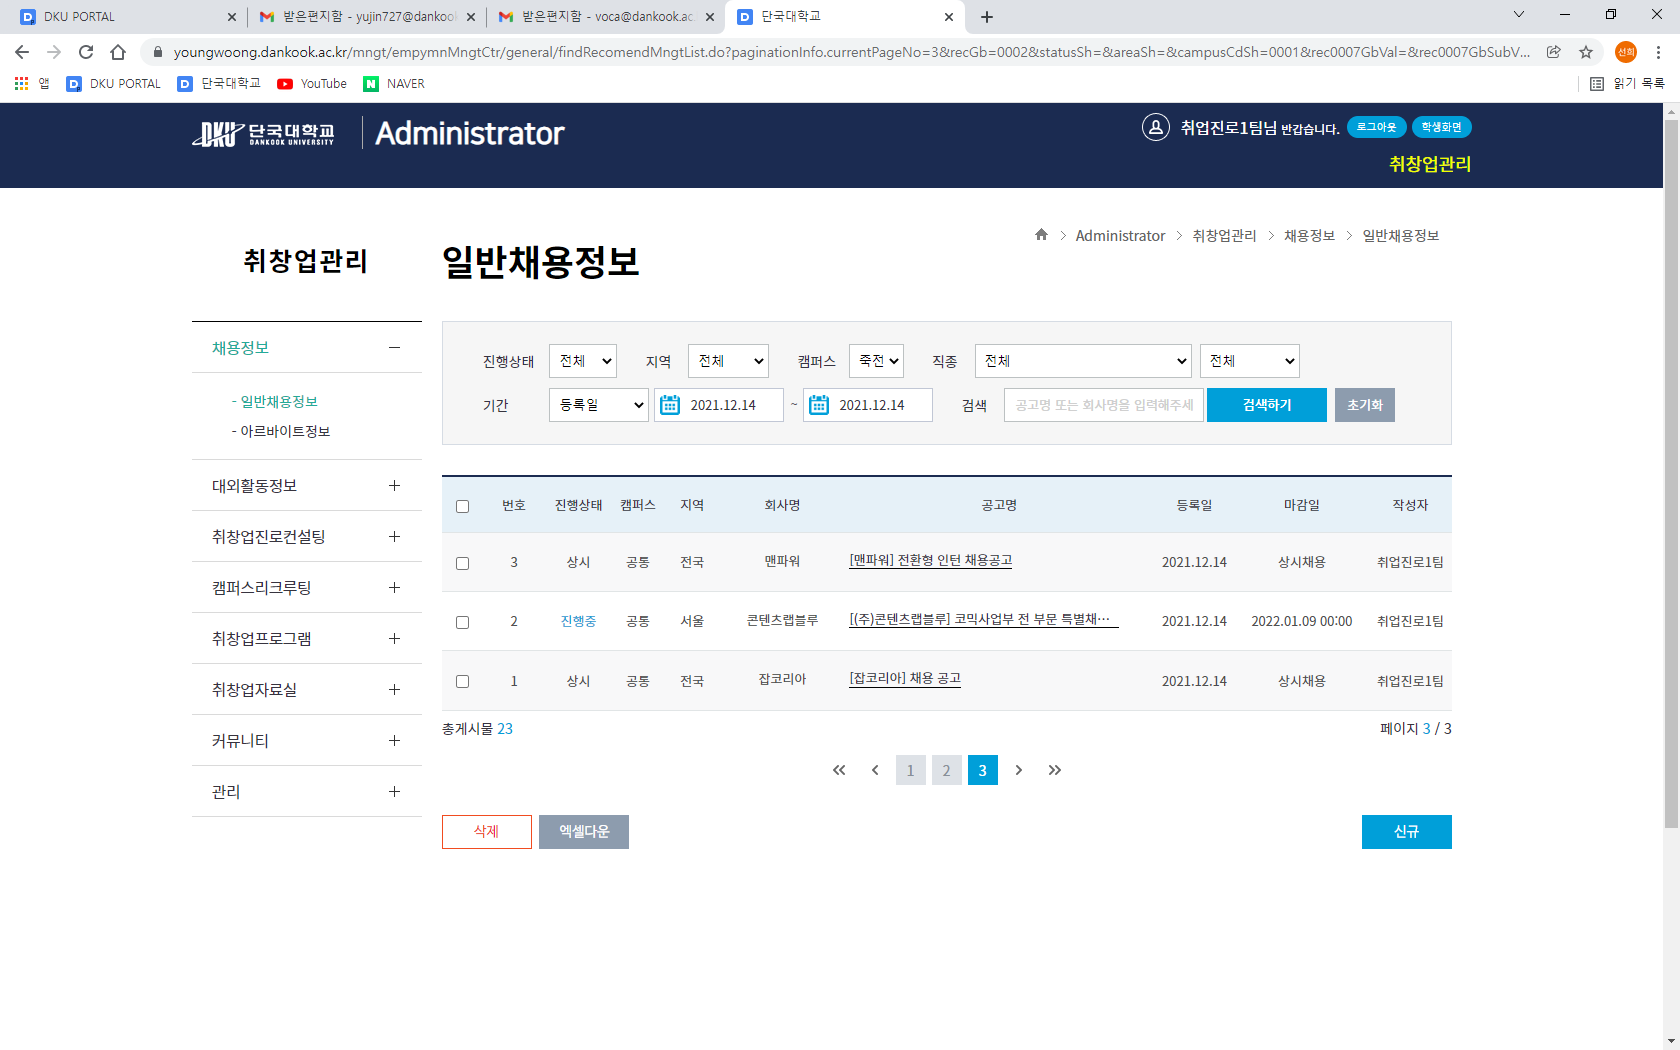 DKU PORTAL
받은편지함 - yujin727@dankook
받은편지함 - voca@dankook.ac.
단국대학교
youngwoong.dankook.ac.kr/mngt/empymnMngtCtr/general/findRecomendMngtList.do?paginationInfo.currentPageNo=3&recGb=0002&statusSh=&areaSh=&campusCdSh=0001&rec0007GbVal=&rec0007GbSubV...
선희
앱
DKU PORTAL
단국대학교
YouTube
NAVER
읽기 목록
DKU 단국대학교
DANKOOK UNIVERSITY
Administrator
취업진로1팀님 반갑습니다.
로그아웃
학생화면
취창업관리
Administrator > 취창업관리 > 채용정보 > 일반채용정보
취창업관리
채용정보
- 일반채용정보
- 아르바이트정보
대외활동정보
취창업진로컨설팅
캠퍼스리크루팅
취창업프로그램
취창업자료실
커뮤니티
관리
일반채용정보
진행상태 전체 지역 전체 캠퍼스 죽전 직종 전체 전체
기간 등록일 2021.12.14 ~ 2021.12.14 검색 공고명 또는 회사명을 입력해주세 검색하기 초기화
번호 진행상태 캠퍼스 지역 회사명 공고명 등록일 마감일 작성자
3 상시 공통 전국 맨파워 [맨파워] 전환형 인턴 채용공고 2021.12.14 상시채용 취업진로1팀
2 진행중 공통 서울 콘텐츠랩블루 [(주)콘텐츠랩블루] 코믹사업부 전 부문 특별채… 2021.12.14 2022.01.09 00:00 취업진로1팀
1 상시 공통 전국 잡코리아 [잡코리아] 채용 공고 2021.12.14 상시채용 취업진로1팀
총게시물 23
페이지 3 / 3
1 2 3
삭제
엑셀다운
신규